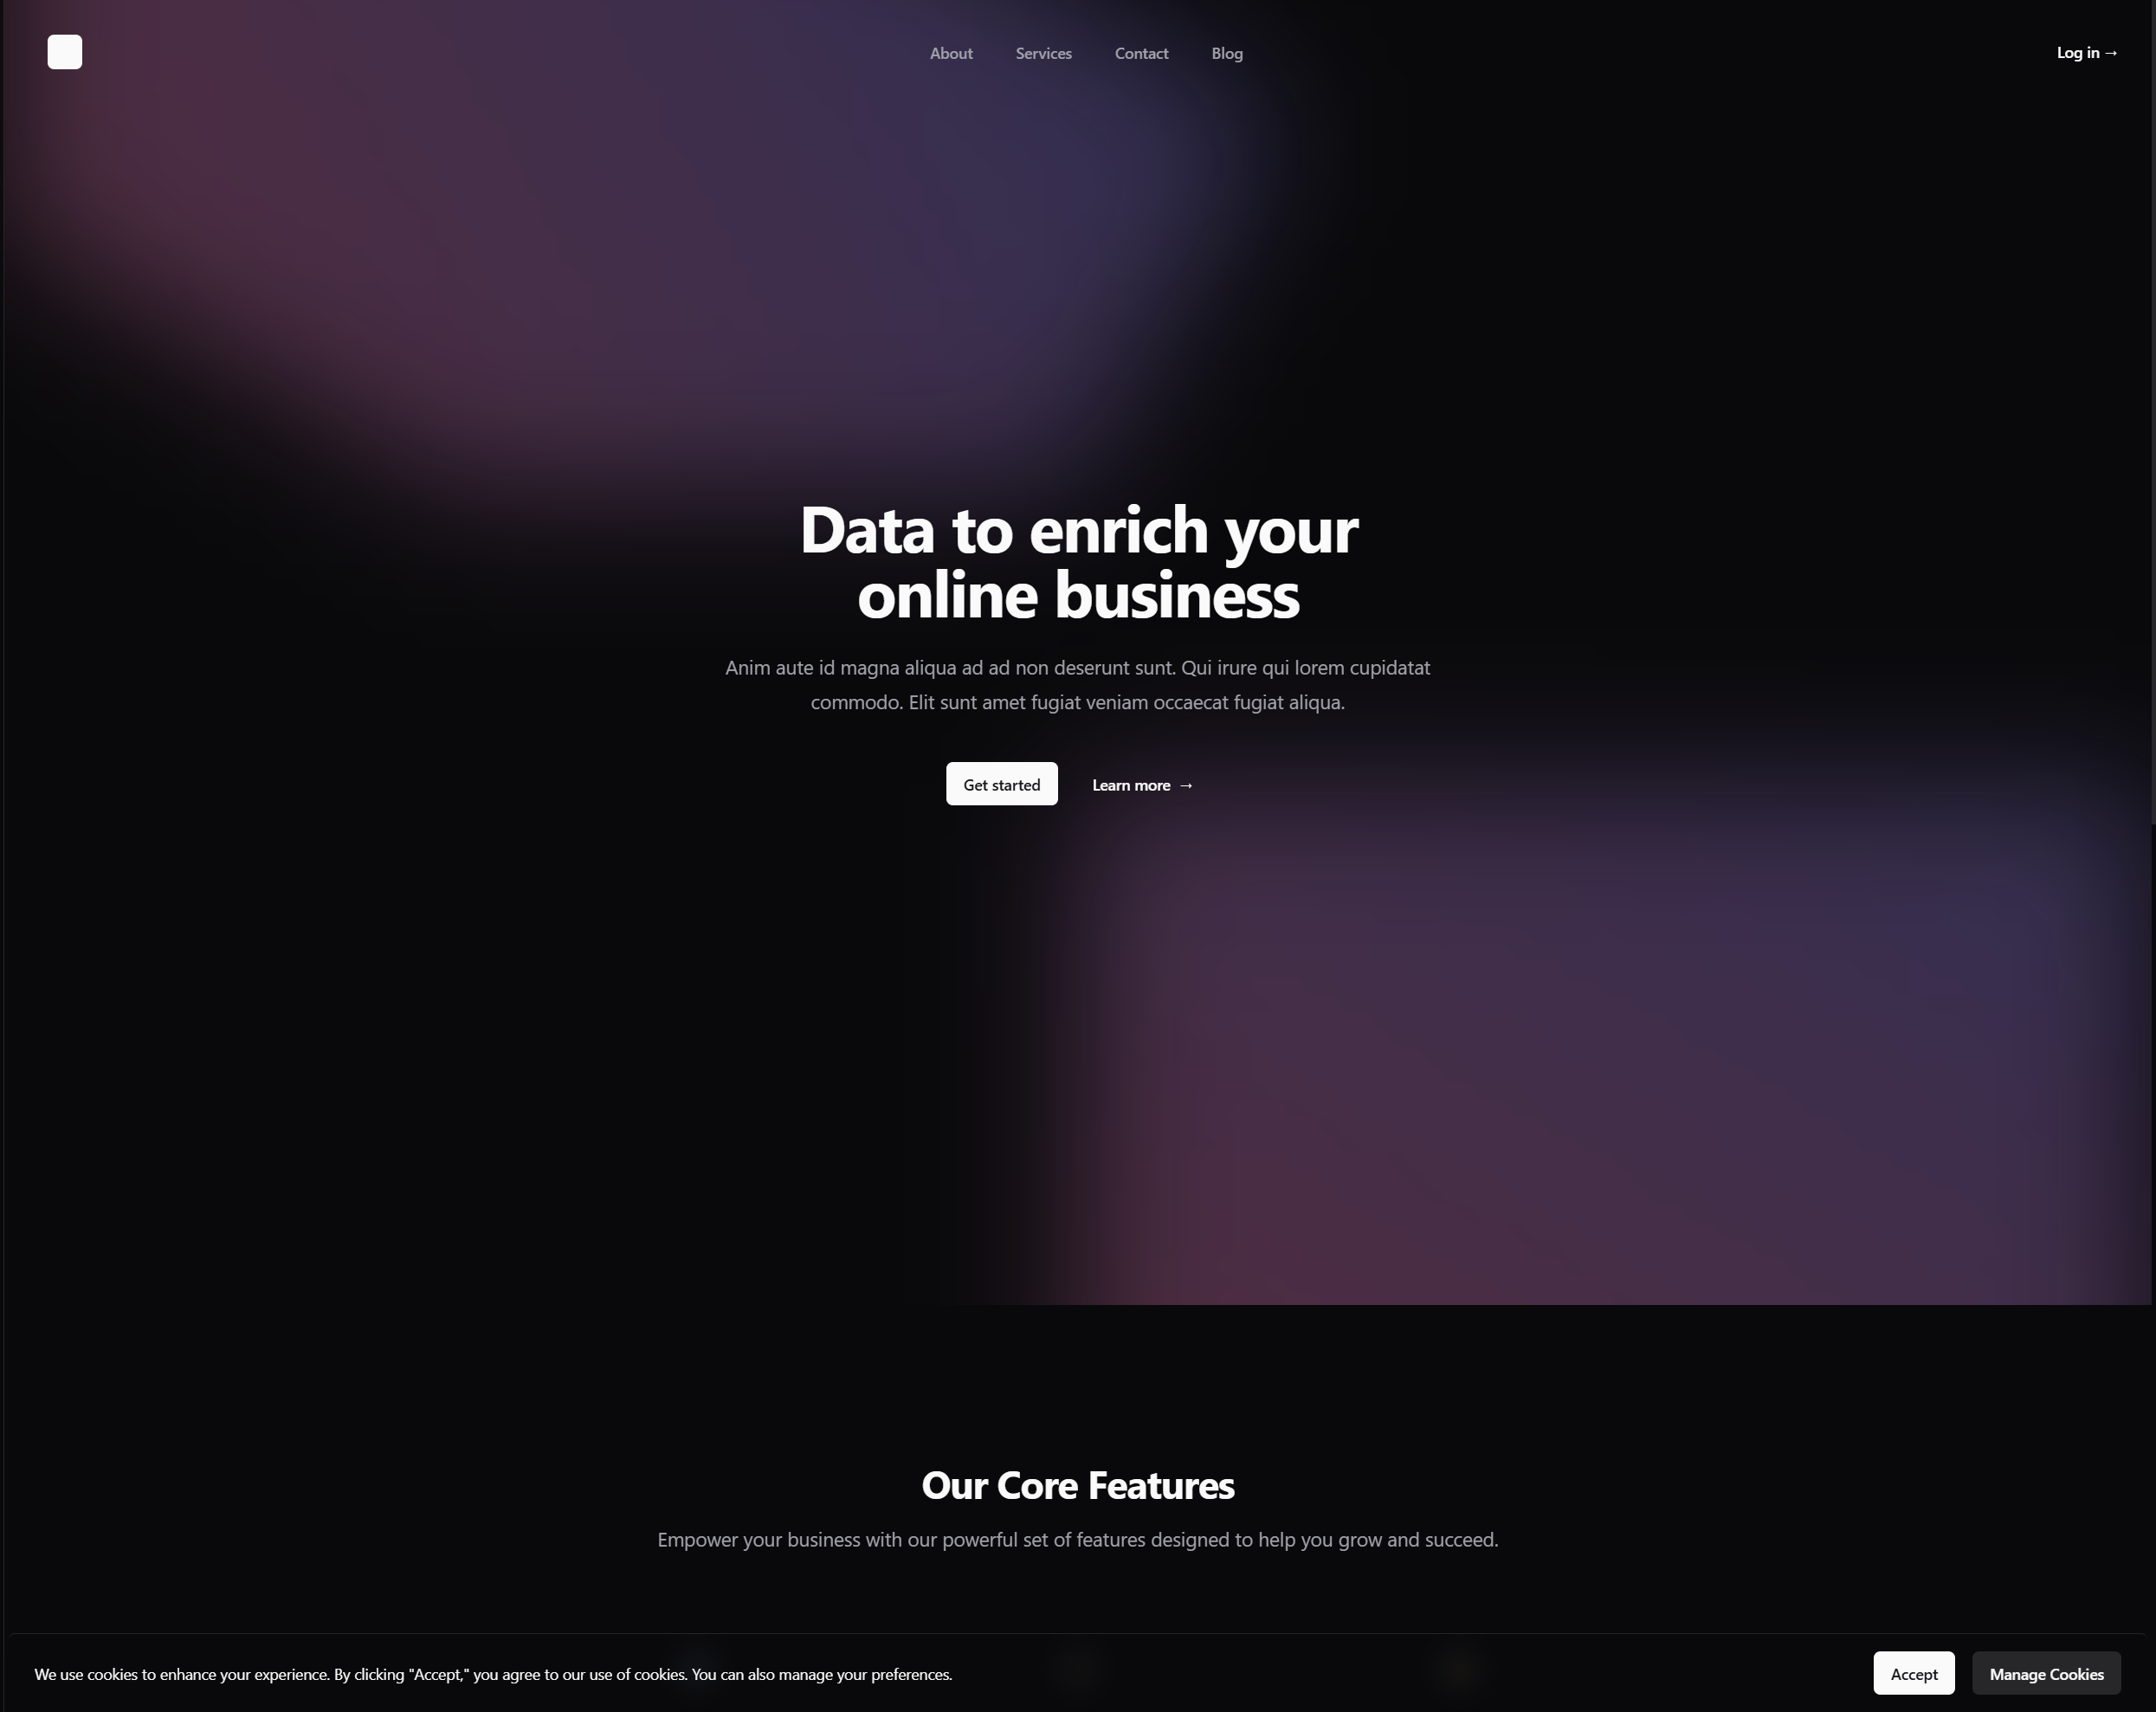 About
Services
Contact
Blog
Log in →
Data to enrich your
online business
Anim aute id magna aliqua ad ad non deserunt sunt. Qui irure qui lorem cupidatat
commodo. Elit sunt amet fugiat veniam occaecat fugiat aliqua.
Get started
Learn more →
Our Core Features
Empower your business with our powerful set of features designed to help you grow and succeed.
We use cookies to enhance your experience. By clicking "Accept," you agree to our use of cookies. You can also manage your preferences.
Accept
Manage Cookies